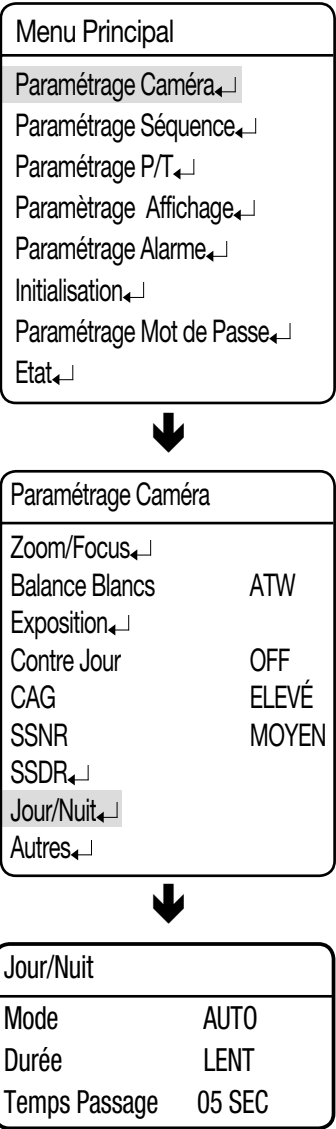 Menu Principal
Paramétrage Caméra↵
Paramétrage Séquence↵
Paramétrage P/T↵
Paramètrage Affichage↵
Paramétrage Alarme↵
Initialisation↵
Paramétrage Mot de Passe↵
Etat↵
Paramétrage Caméra
Zoom/Focus↵
Balance Blancs ATW
Exposition↵
Contre Jour OFF
CAG ELEVÉ
SSNR MOYEN
SSDR↵
Jour/Nuit↵
Autres↵
Jour/Nuit
Mode AUTO
Durée LENT
Temps Passage 05 SEC